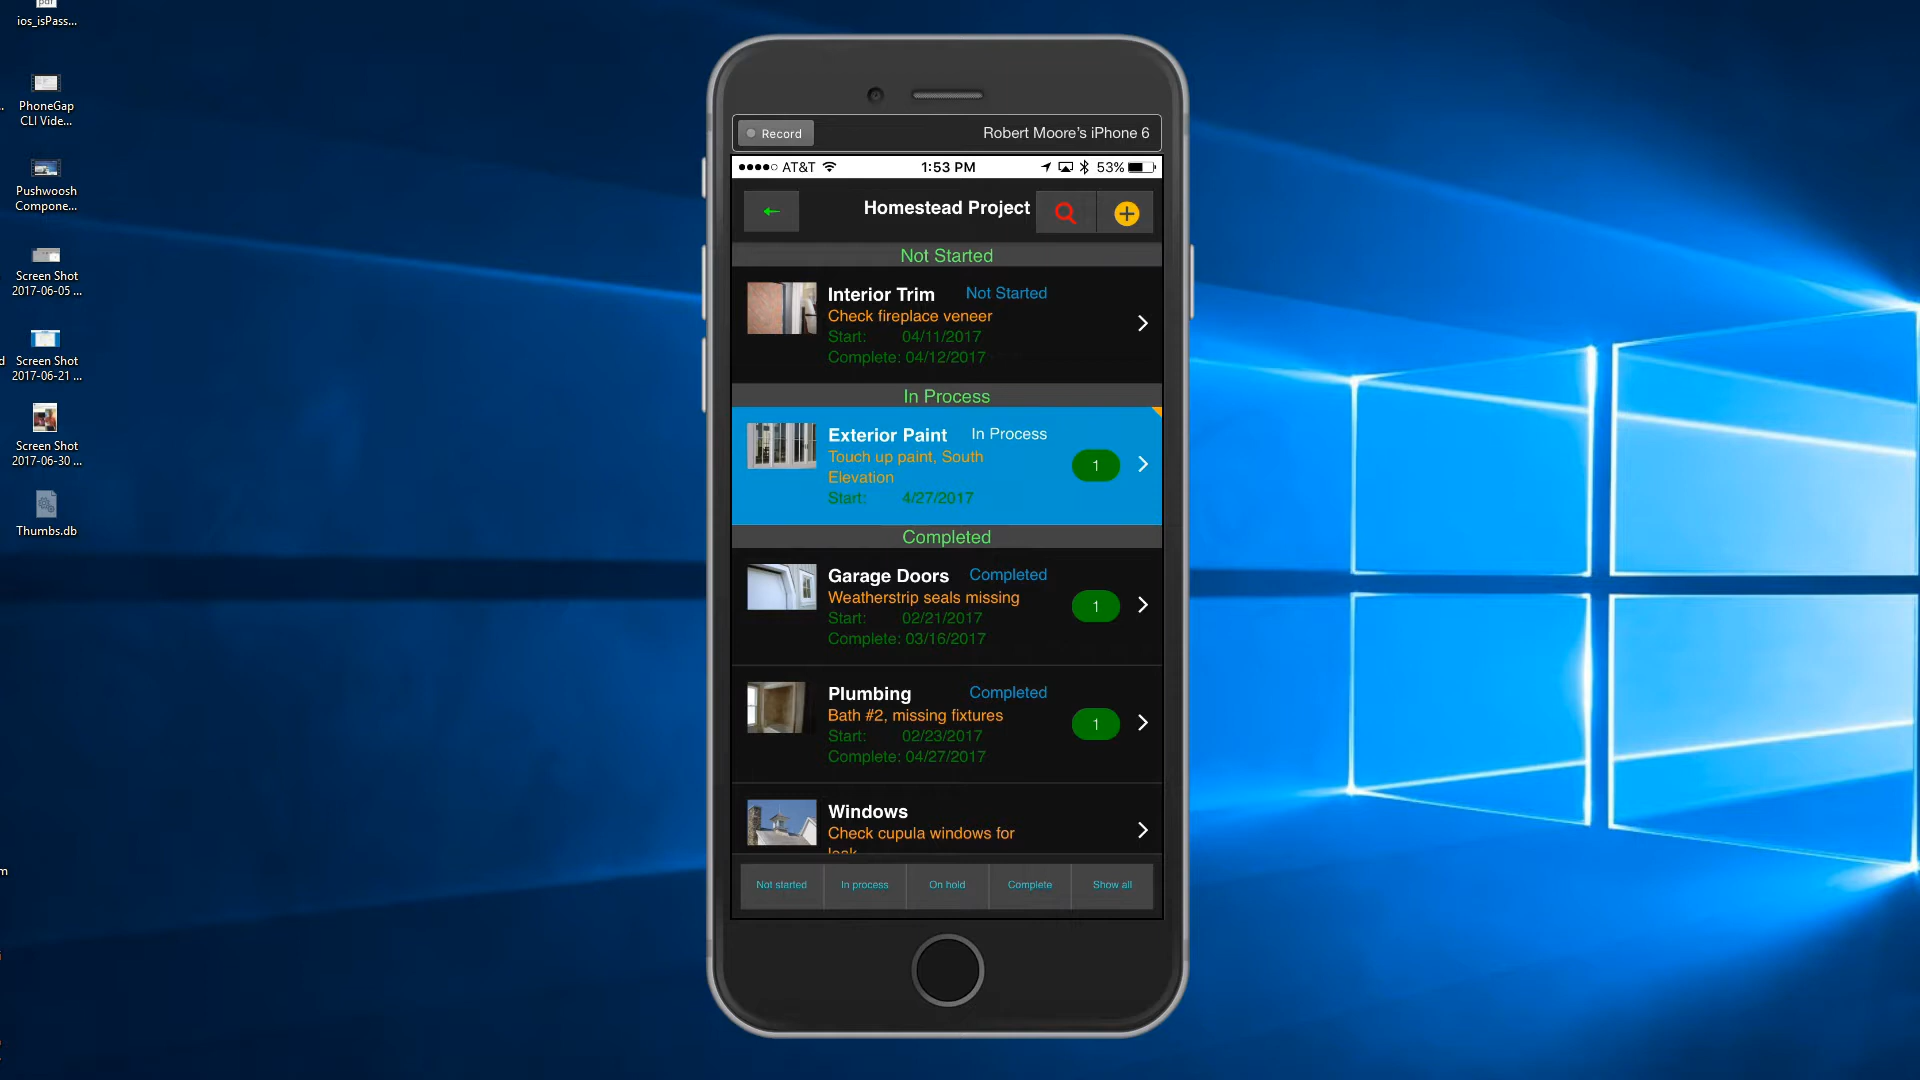 ios_isPass...
PhoneGap
CLI Vide...
Pushwoosh
Compone...
Screen Shot
2017-06-05 ...
Screen Shot
2017-06-21 ...
Screen Shot
2017-06-30 ...
Thumbs.db
Record
Robert Moore's iPhone 6
AT&T
1:53 PM
53%
Homestead Project
Not Started
Interior Trim Not Started
Check fireplace veneer
Start: 04/11/2017
Complete: 04/12/2017
In Process
Exterior Paint In Process
Touch up paint, South
Elevation
1
Start: 4/27/2017
Completed
Garage Doors Completed
Weatherstrip seals missing
1
Start: 02/21/2017
Complete: 03/16/2017
Plumbing Completed
Bath #2, missing fixtures
1
Start: 02/23/2017
Complete: 04/27/2017
Windows
Check cupula windows for
leak
Not started In process On hold Complete Show all